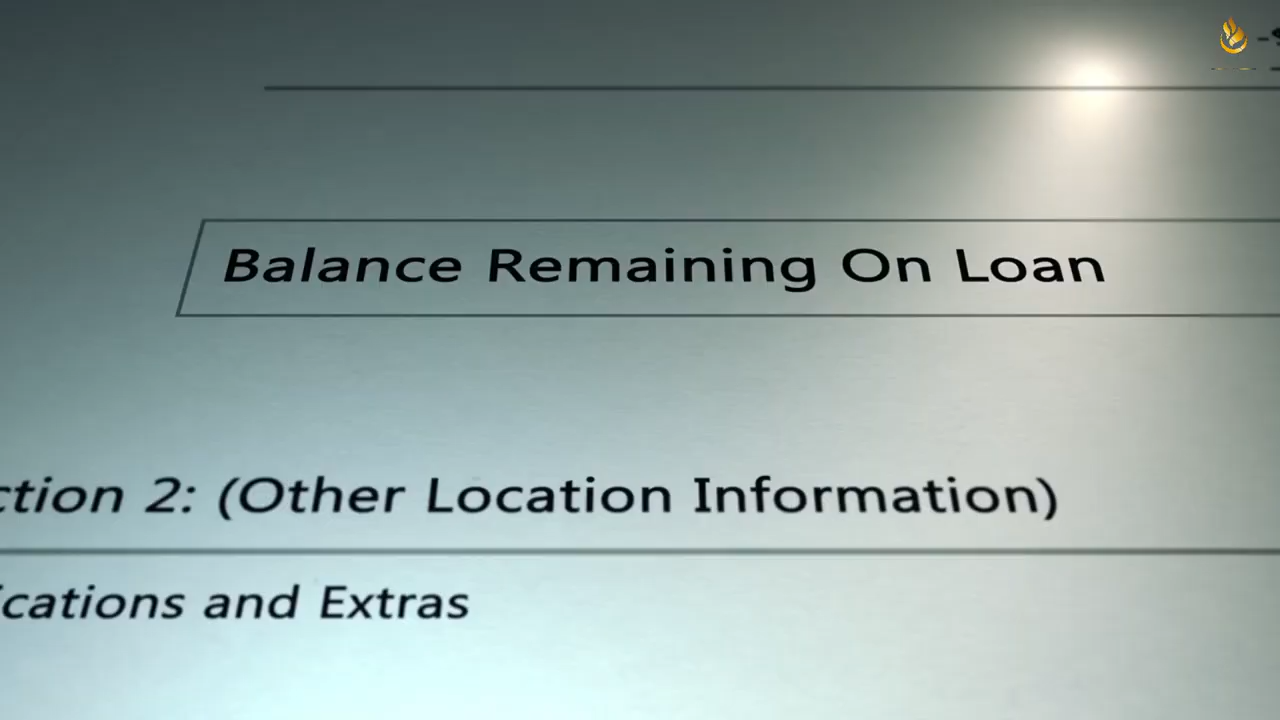 Balance Remaining On Loan
ction 2: (Other Location Information)
ications and Extras